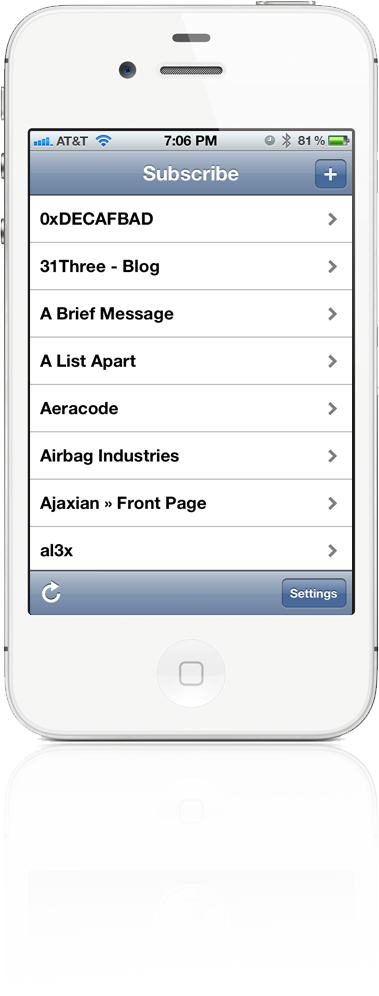 AT&T 7:06 PM 81%
Subscribe +
0xDECAFBAD
31Three - Blog
A Brief Message
A List Apart
Aeracode
Airbag Industries
Ajaxian » Front Page
al3x
Settings